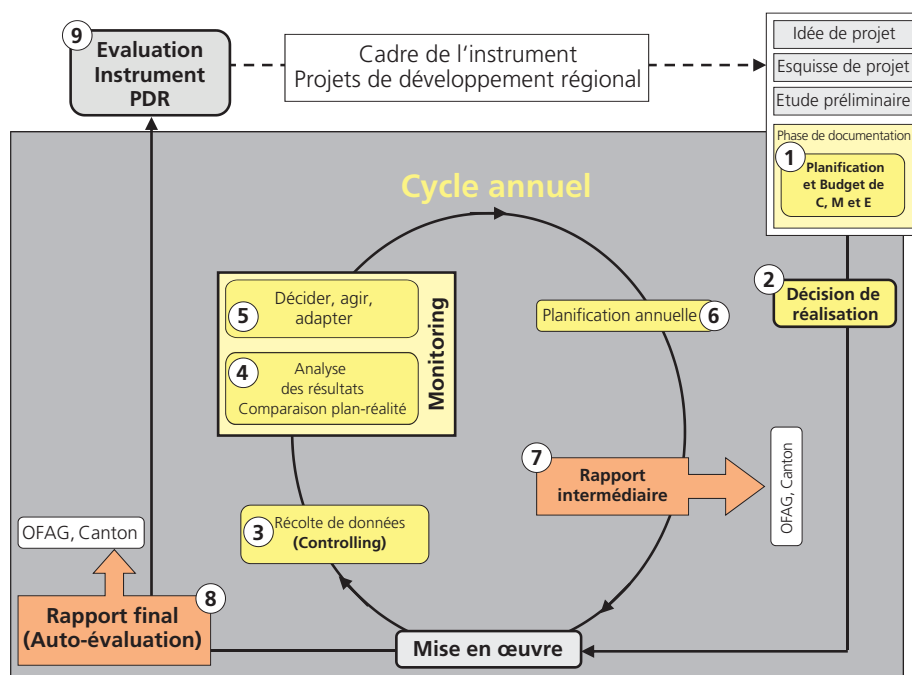 9
Evaluation
Instrument
PDR
Cadre de l‘instrument
Projets de développement régional
Idée de projet
Esquisse de projet
Etude préliminaire
Phase de documentation
1
Planification
et Budget de
C, M et E
Cycle annuel
2
Décision de
réalisation
5
Décider, agir,
adapter
4
Analyse
des résultats
Comparaison plan-réalité
Monitoring
Planification annuelle
6
7
Rapport
intermédiaire
OFAG, Canton
3
Récolte de données
(Controlling)
OFAG, Canton
8
Rapport final
(Auto-évaluation)
Mise en œuvre